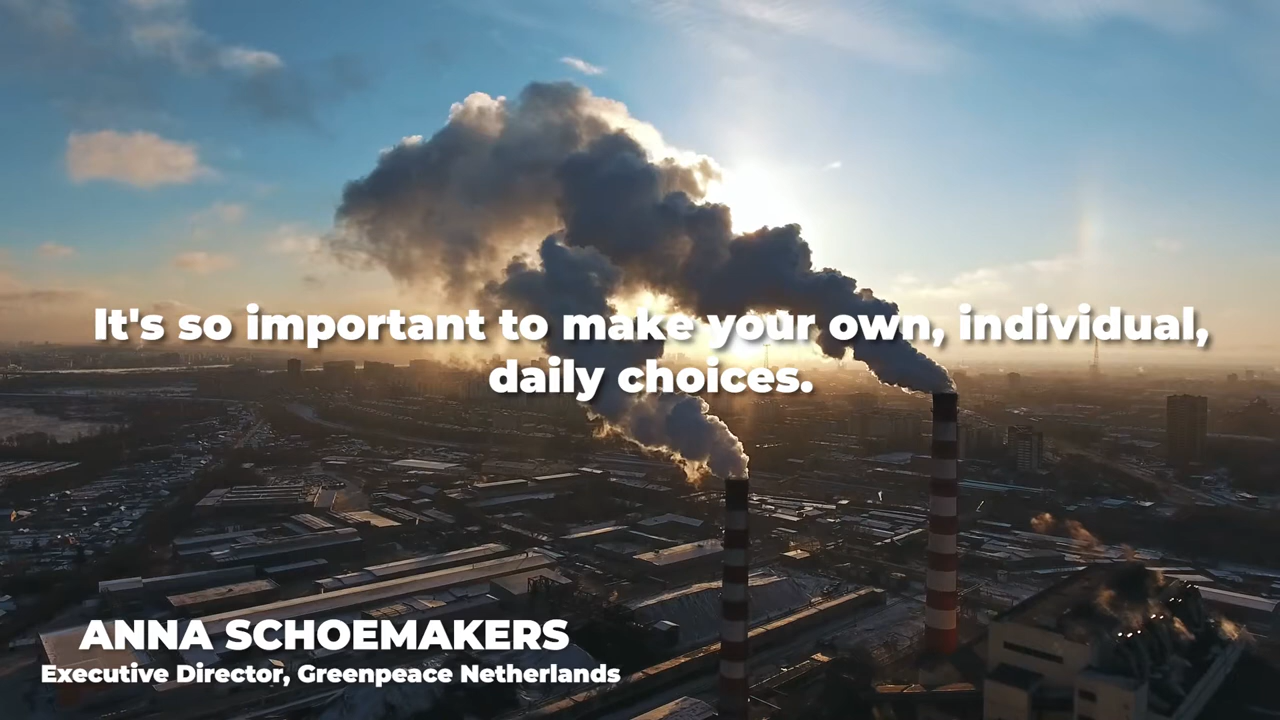 It's so important to make your own, individual,
daily choices.
ANNA SCHOEMAKERS
Executive Director, Greenpeace Netherlands